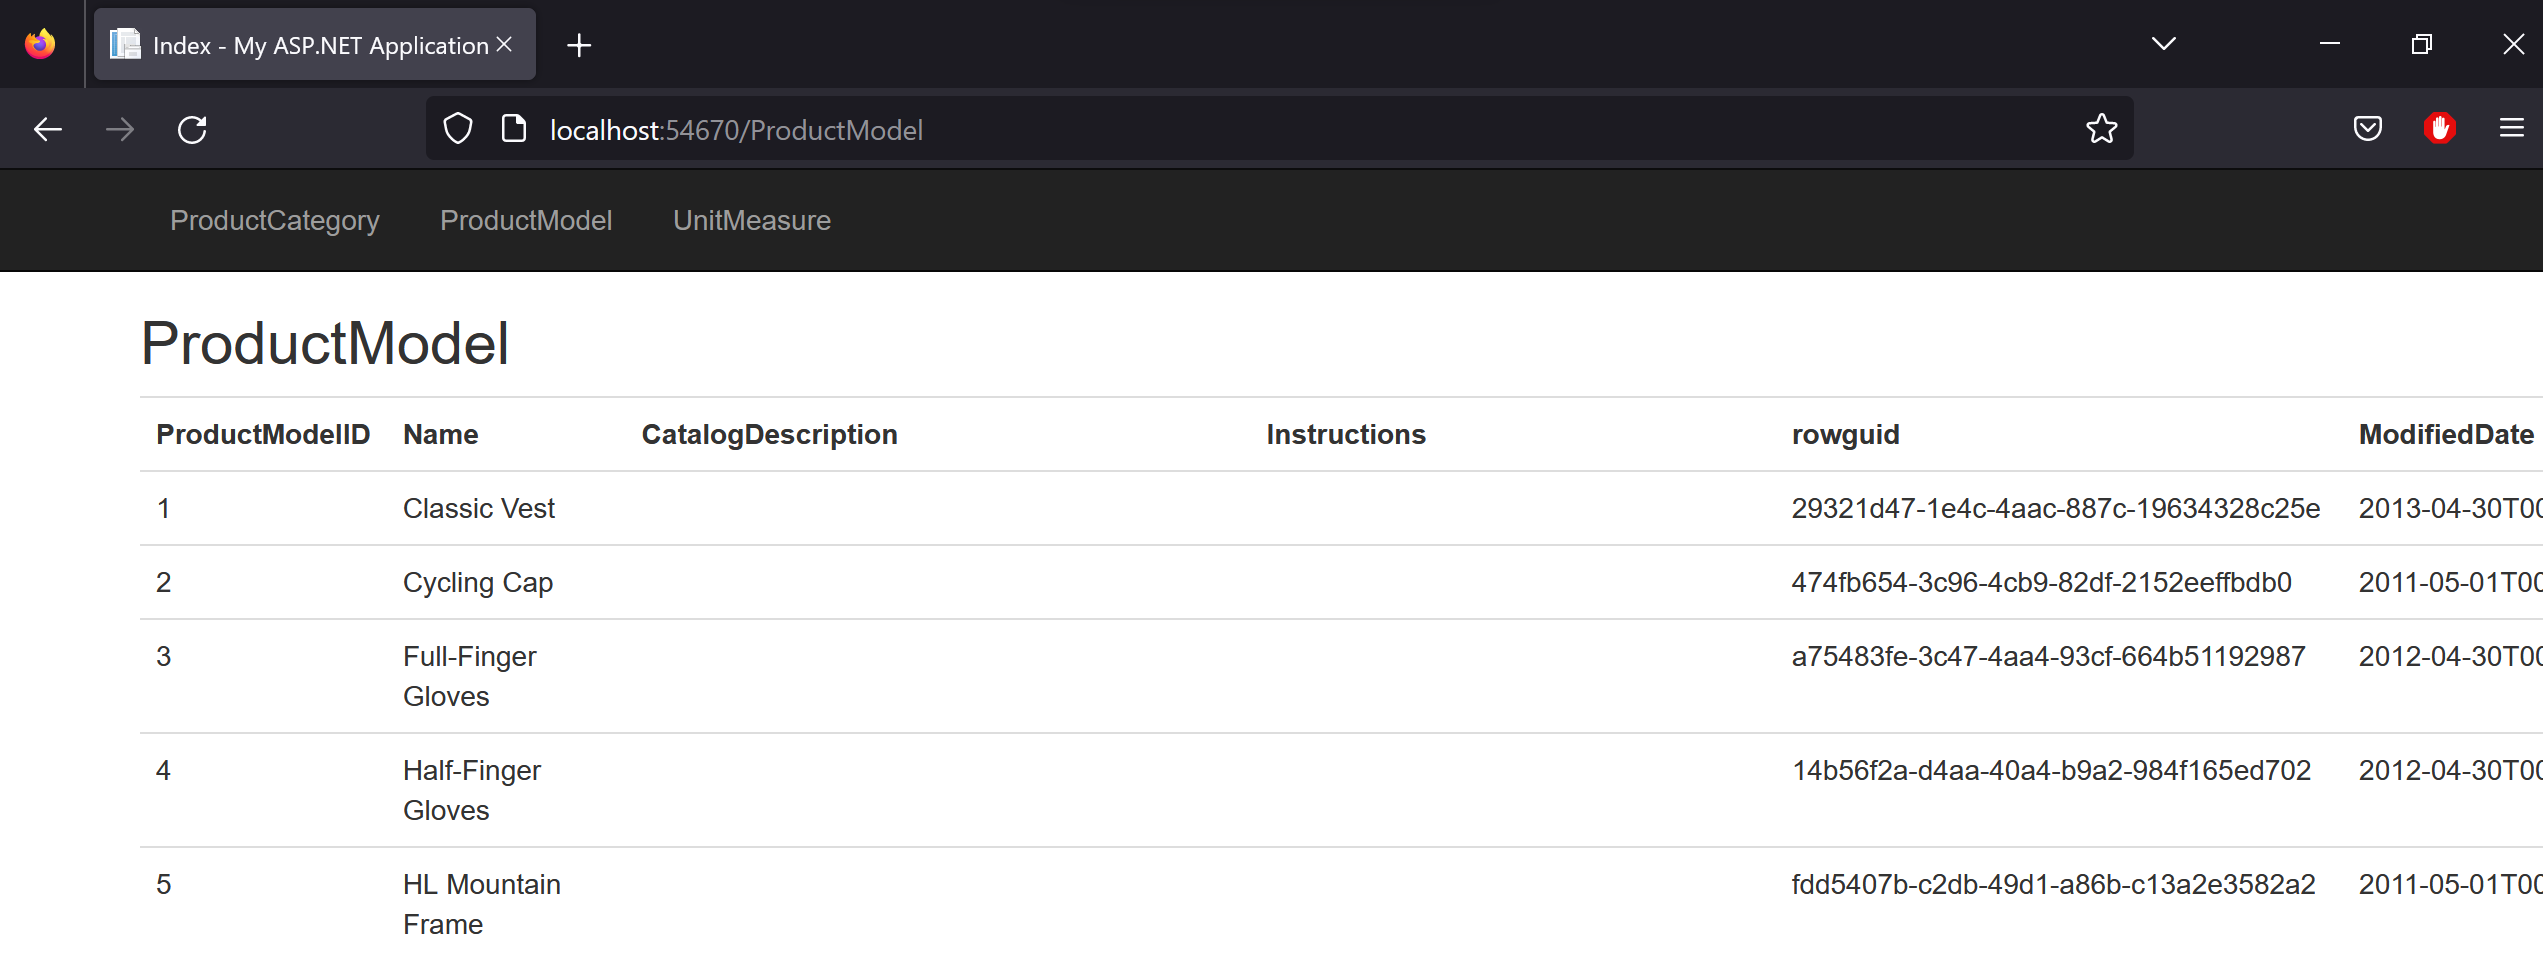 Index - My ASP.NET Application
localhost:54670/ProductModel
ProductCategory ProductModel UnitMeasure
ProductModel
ProductModelID Name CatalogDescription Instructions rowguid ModifiedDate
1 Classic Vest 29321d47-1e4c-4aac-887c-19634328c25e 2013-04-30T00
2 Cycling Cap 474fb654-3c96-4cb9-82df-2152eeffbdb0 2011-05-01T00
3 Full-Finger a75483fe-3c47-4aa4-93cf-664b51192987 2012-04-30T00
Gloves
4 Half-Finger 14b56f2a-d4aa-40a4-b9a2-984f165ed702 2012-04-30T00
Gloves
5 HL Mountain fdd5407b-c2db-49d1-a86b-c13a2e3582a2 2011-05-01T00
Frame